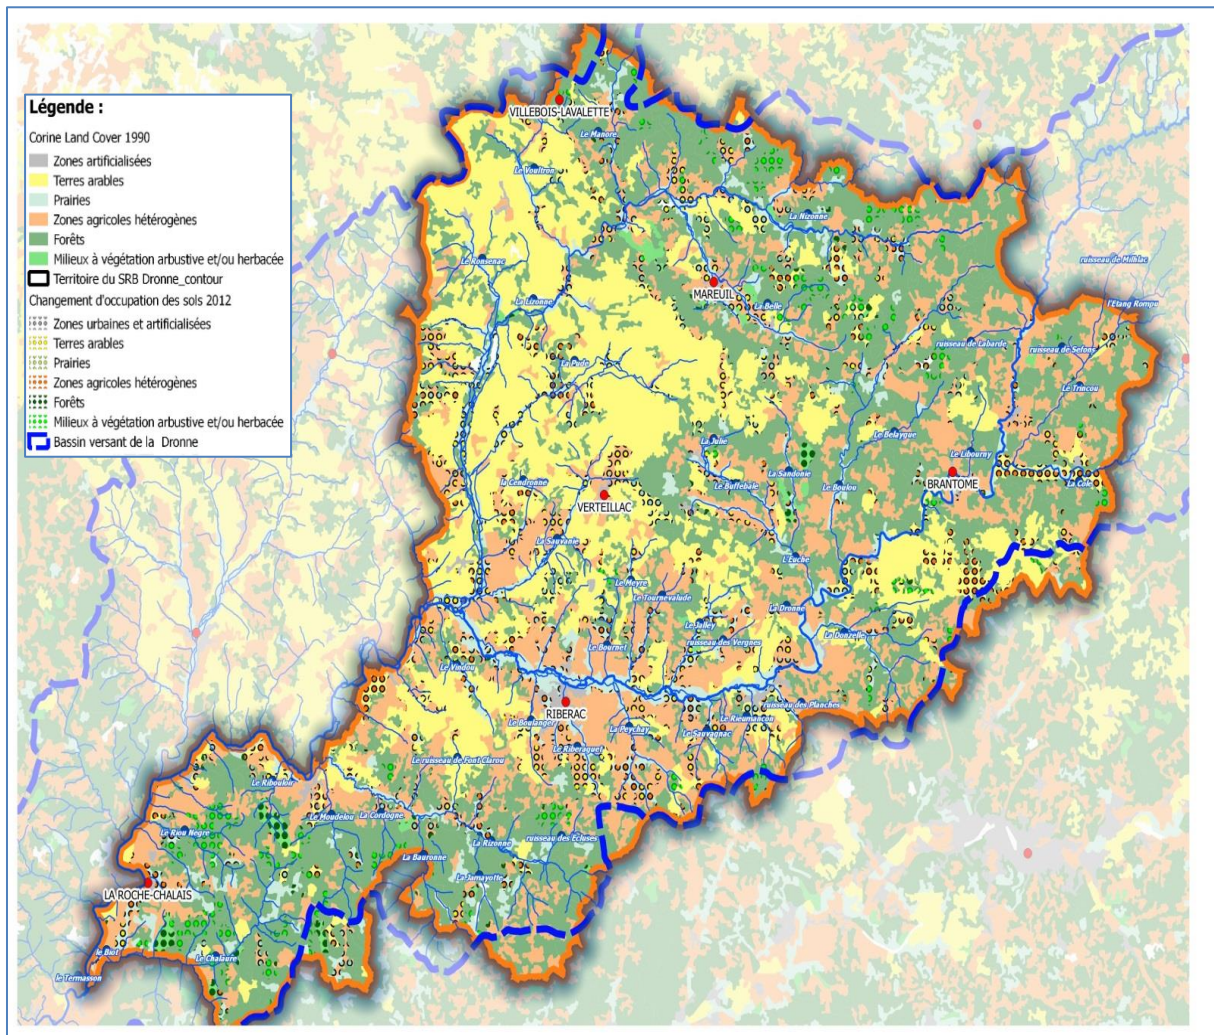 Légende :
Corine Land Cover 1990
Zones artificialisées
Terres arables
Prairies
Zones agricoles hétérogènes
Forêts
Milieux à végétation arbustive et/ou herbacée
Territoire du SRB Dronne_contour
Changement d'occupation des sols 2012
Zones urbaines et artificialisées
Terres arables
Prairies
Zones agricoles hétérogènes
Forêts
Milieux à végétation arbustive et/ou herbacée
Bassin versant de la Dronne
VILLEBOIS-LAVALETTE
Le Manore
Le Voultron
La Nizonne
Le Ronsenac
ruisseau de Milhac
MAREUIL
La Lizonne
La Belle
l'Etang Rompu
ruisseau de Labarde
ruisseau de Sefons
La Pude
Le Trincou
Le Belaygue
La Julie
Le Libourny
La Sandonie
BRANTOME
la Cendronne
Le Buffebale
Le Boulou
La Cole
VERTEILLAC
La Sauvanie
L'Euche
Le Meyre
Le Tournevalude
La Dronne
Le Jalley
La Donzelle
ruisseau des Vergnes
Le Bournet
Le Vindou
ruisseau des Planches
RIBERAC
Le Boulanger
Le Rieumancon
La Peychay
Le Sauvagnac
Le Riberaguet
Le ruisseau de Font Clarou
Le Ribouloir
Le Moudelou
La Cordogne
Le Riou Negre
La Rizonne
ruisseau des Ecluses
La Bauronne
La Jamayotte
LA ROCHE-CHALAIS
le Biot
Le Chalaure
le Termasson